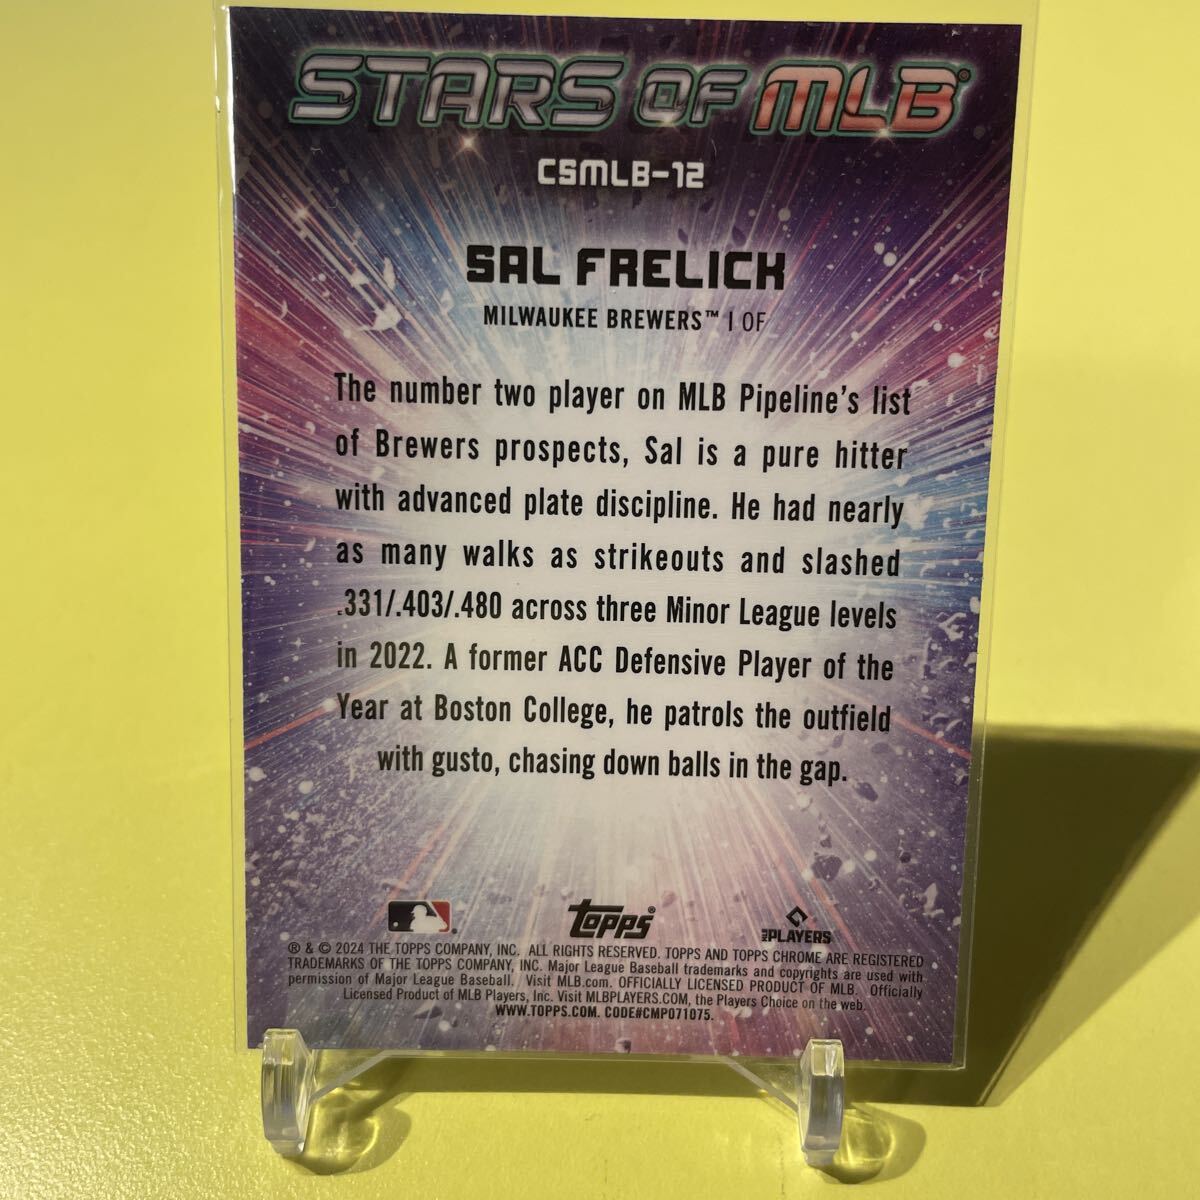 STARS OF MLB®
CSMLB-12
SAL FRELICK
MILWAUKEE BREWERS™ | OF
The number two player on MLB Pipeline's list
of Brewers prospects, Sal is a pure hitter
with advanced plate discipline. He had nearly
as many walks as strikeouts and slashed
.331/.403/.480 across three Minor League levels
in 2022. A former ACC Defensive Player of the
Year at Boston College, he patrols the outfield
with gusto, chasing down balls in the gap.
topps®
MLB PLAYERS
® & © 2024 THE TOPPS COMPANY, INC. ALL RIGHTS RESERVED. TOPPS AND TOPPS CHROME ARE REGISTERED
TRADEMARKS OF THE TOPPS COMPANY, INC. Major League Baseball trademarks and copyrights are used with
permission of Major League Baseball. Visit MLB.com. OFFICIALLY LICENSED PRODUCT OF MLB. Officially
Licensed Product of MLB Players, Inc. Visit MLBPLAYERS.COM, the Players Choice on the web.
WWW.TOPPS.COM. CODE#CMP071075.